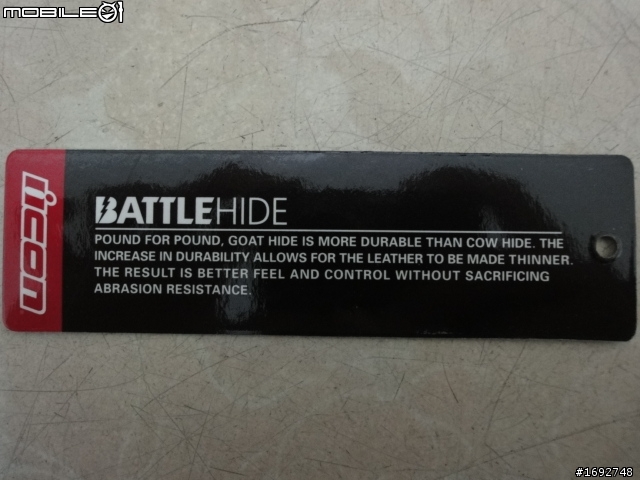 MOBILE01
icon
BATTLEHIDE
POUND FOR POUND, GOAT HIDE IS MORE DURABLE THAN COW HIDE. THE
INCREASE IN DURABILITY ALLOWS FOR THE LEATHER TO BE MADE THINNER.
THE RESULT IS BETTER FEEL AND CONTROL WITHOUT SACRIFICING
ABRASION RESISTANCE.
#1692748